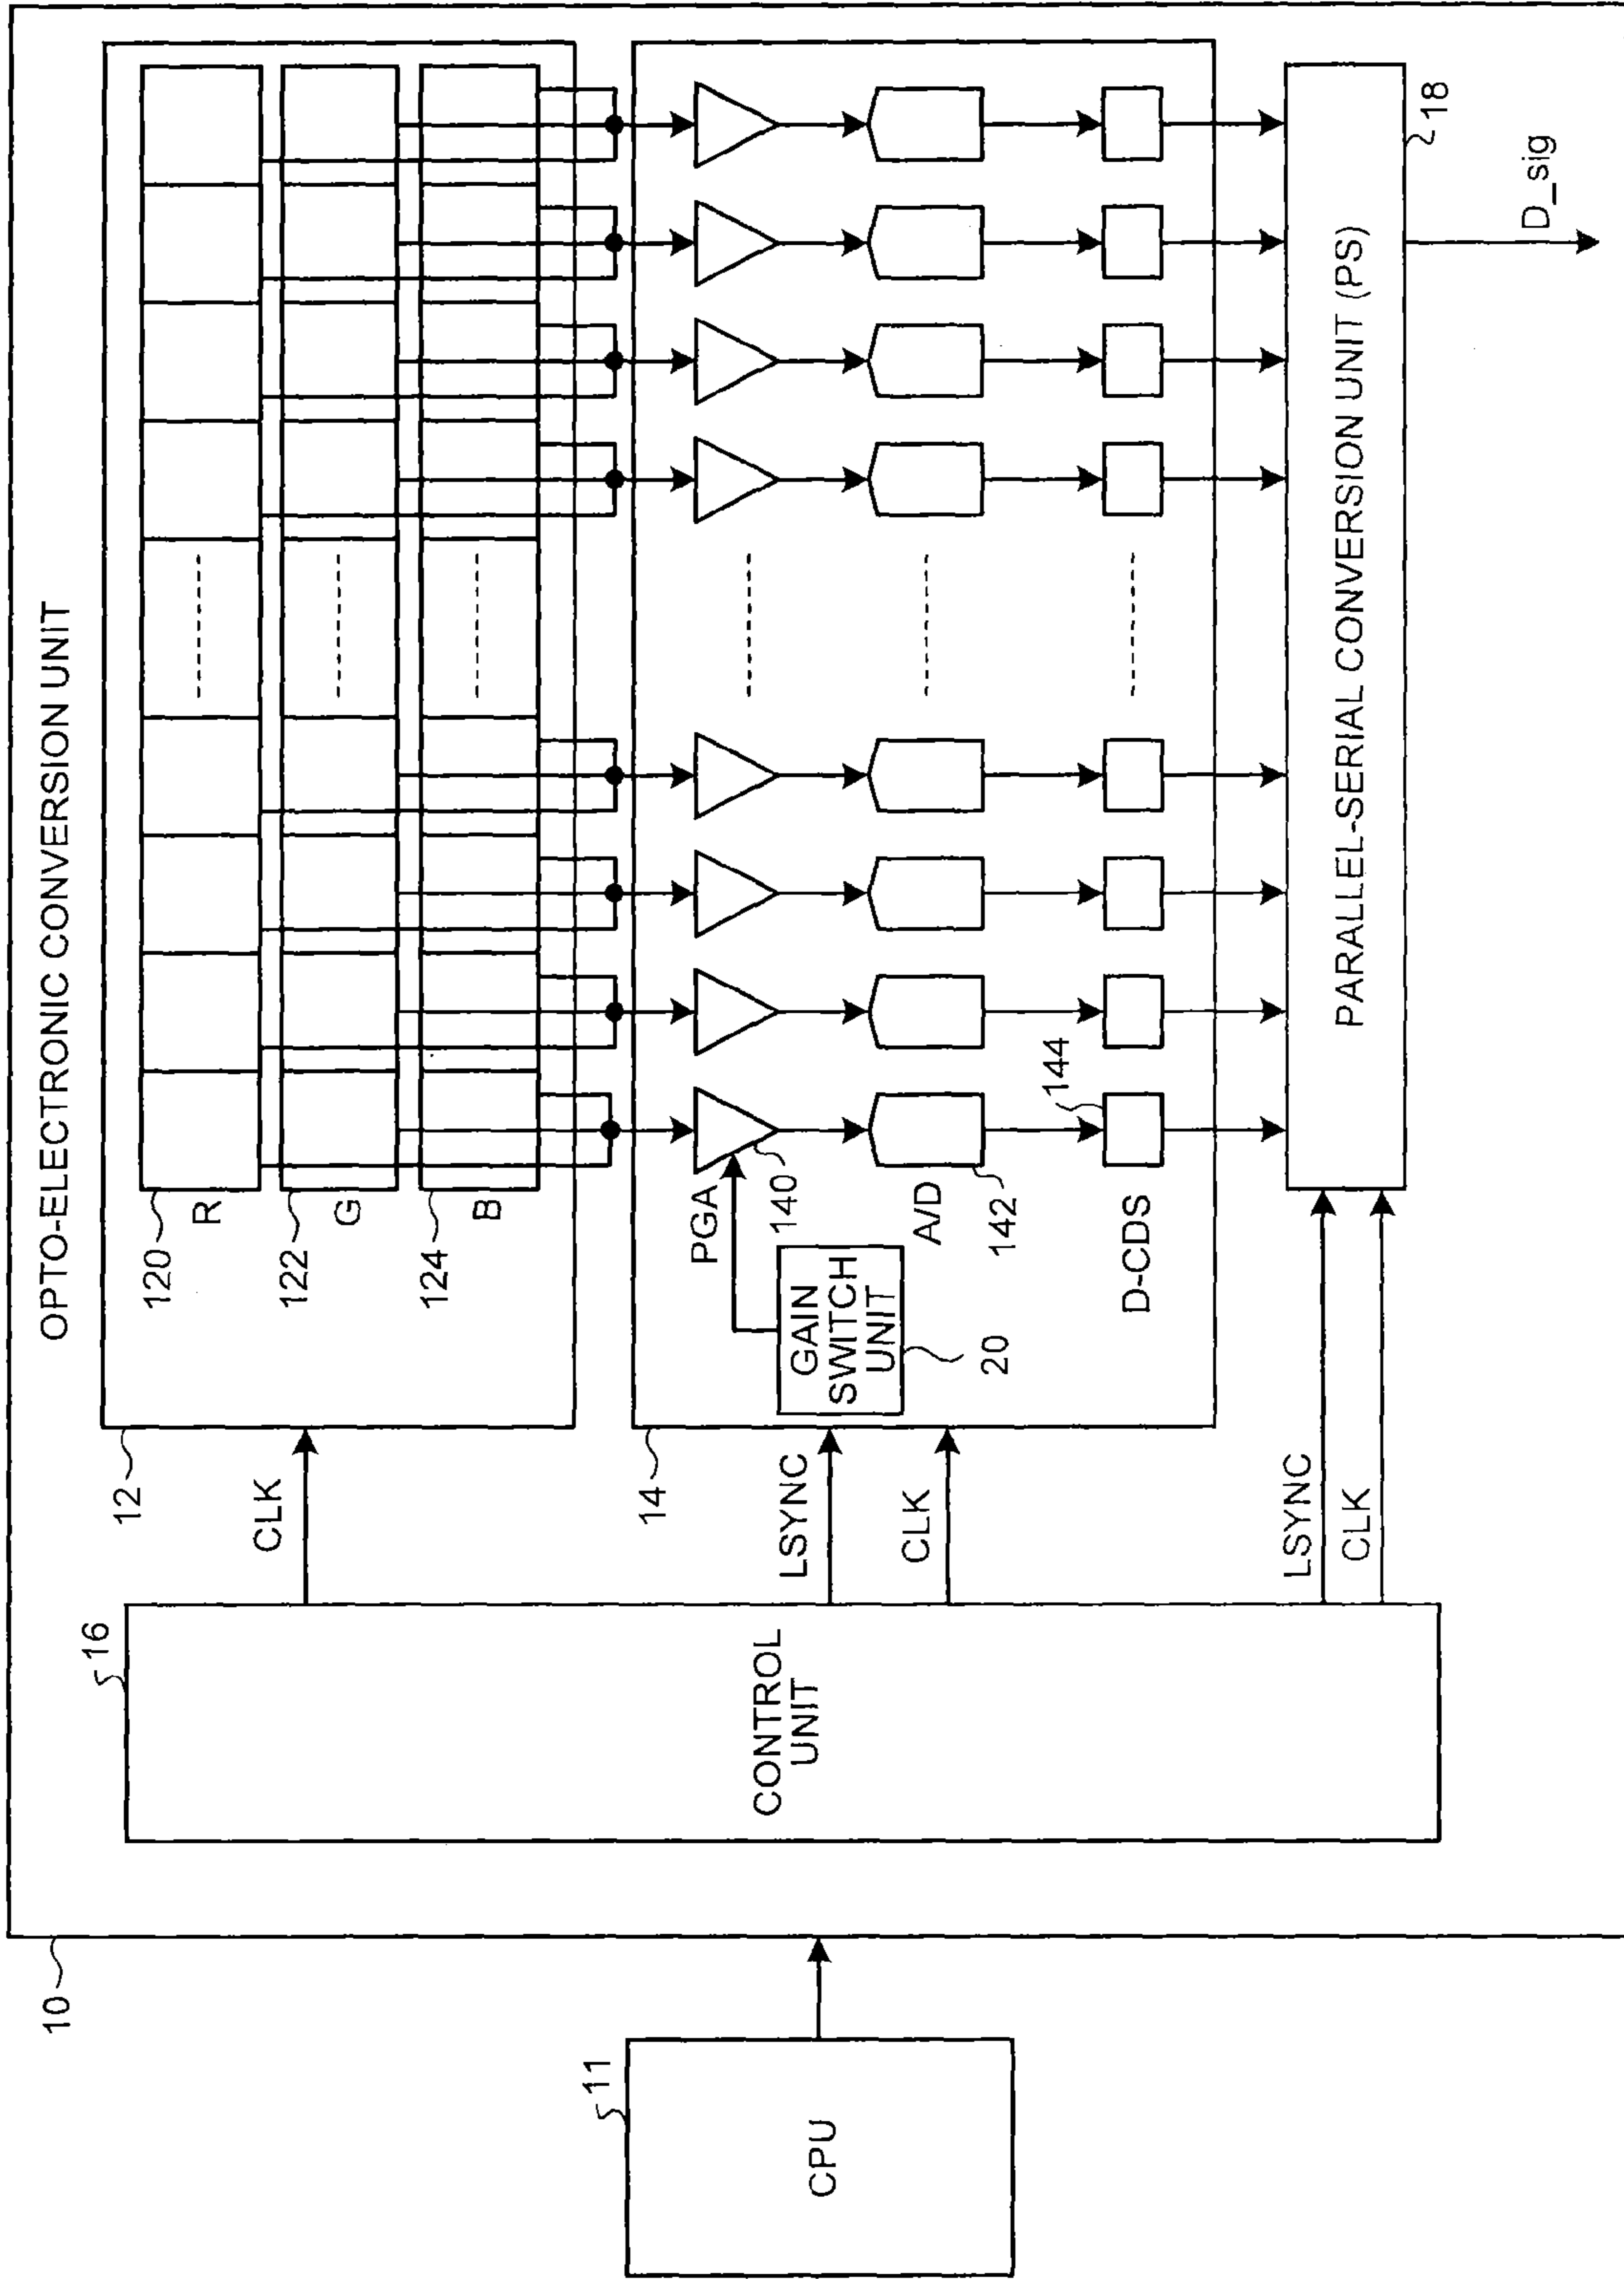 OPTO-ELECTRONIC CONVERSION UNIT
10
11
CPU
16
CONTROL
UNIT
12
CLK
120
R
122
G
124
B
14
LSYNC
CLK
PGA
140
GAIN
SWITCH
UNIT
20
A/D
142
144
D-CDS
LSYNC
CLK
PARALLEL-SERIAL CONVERSION UNIT (PS)
18
D_sig